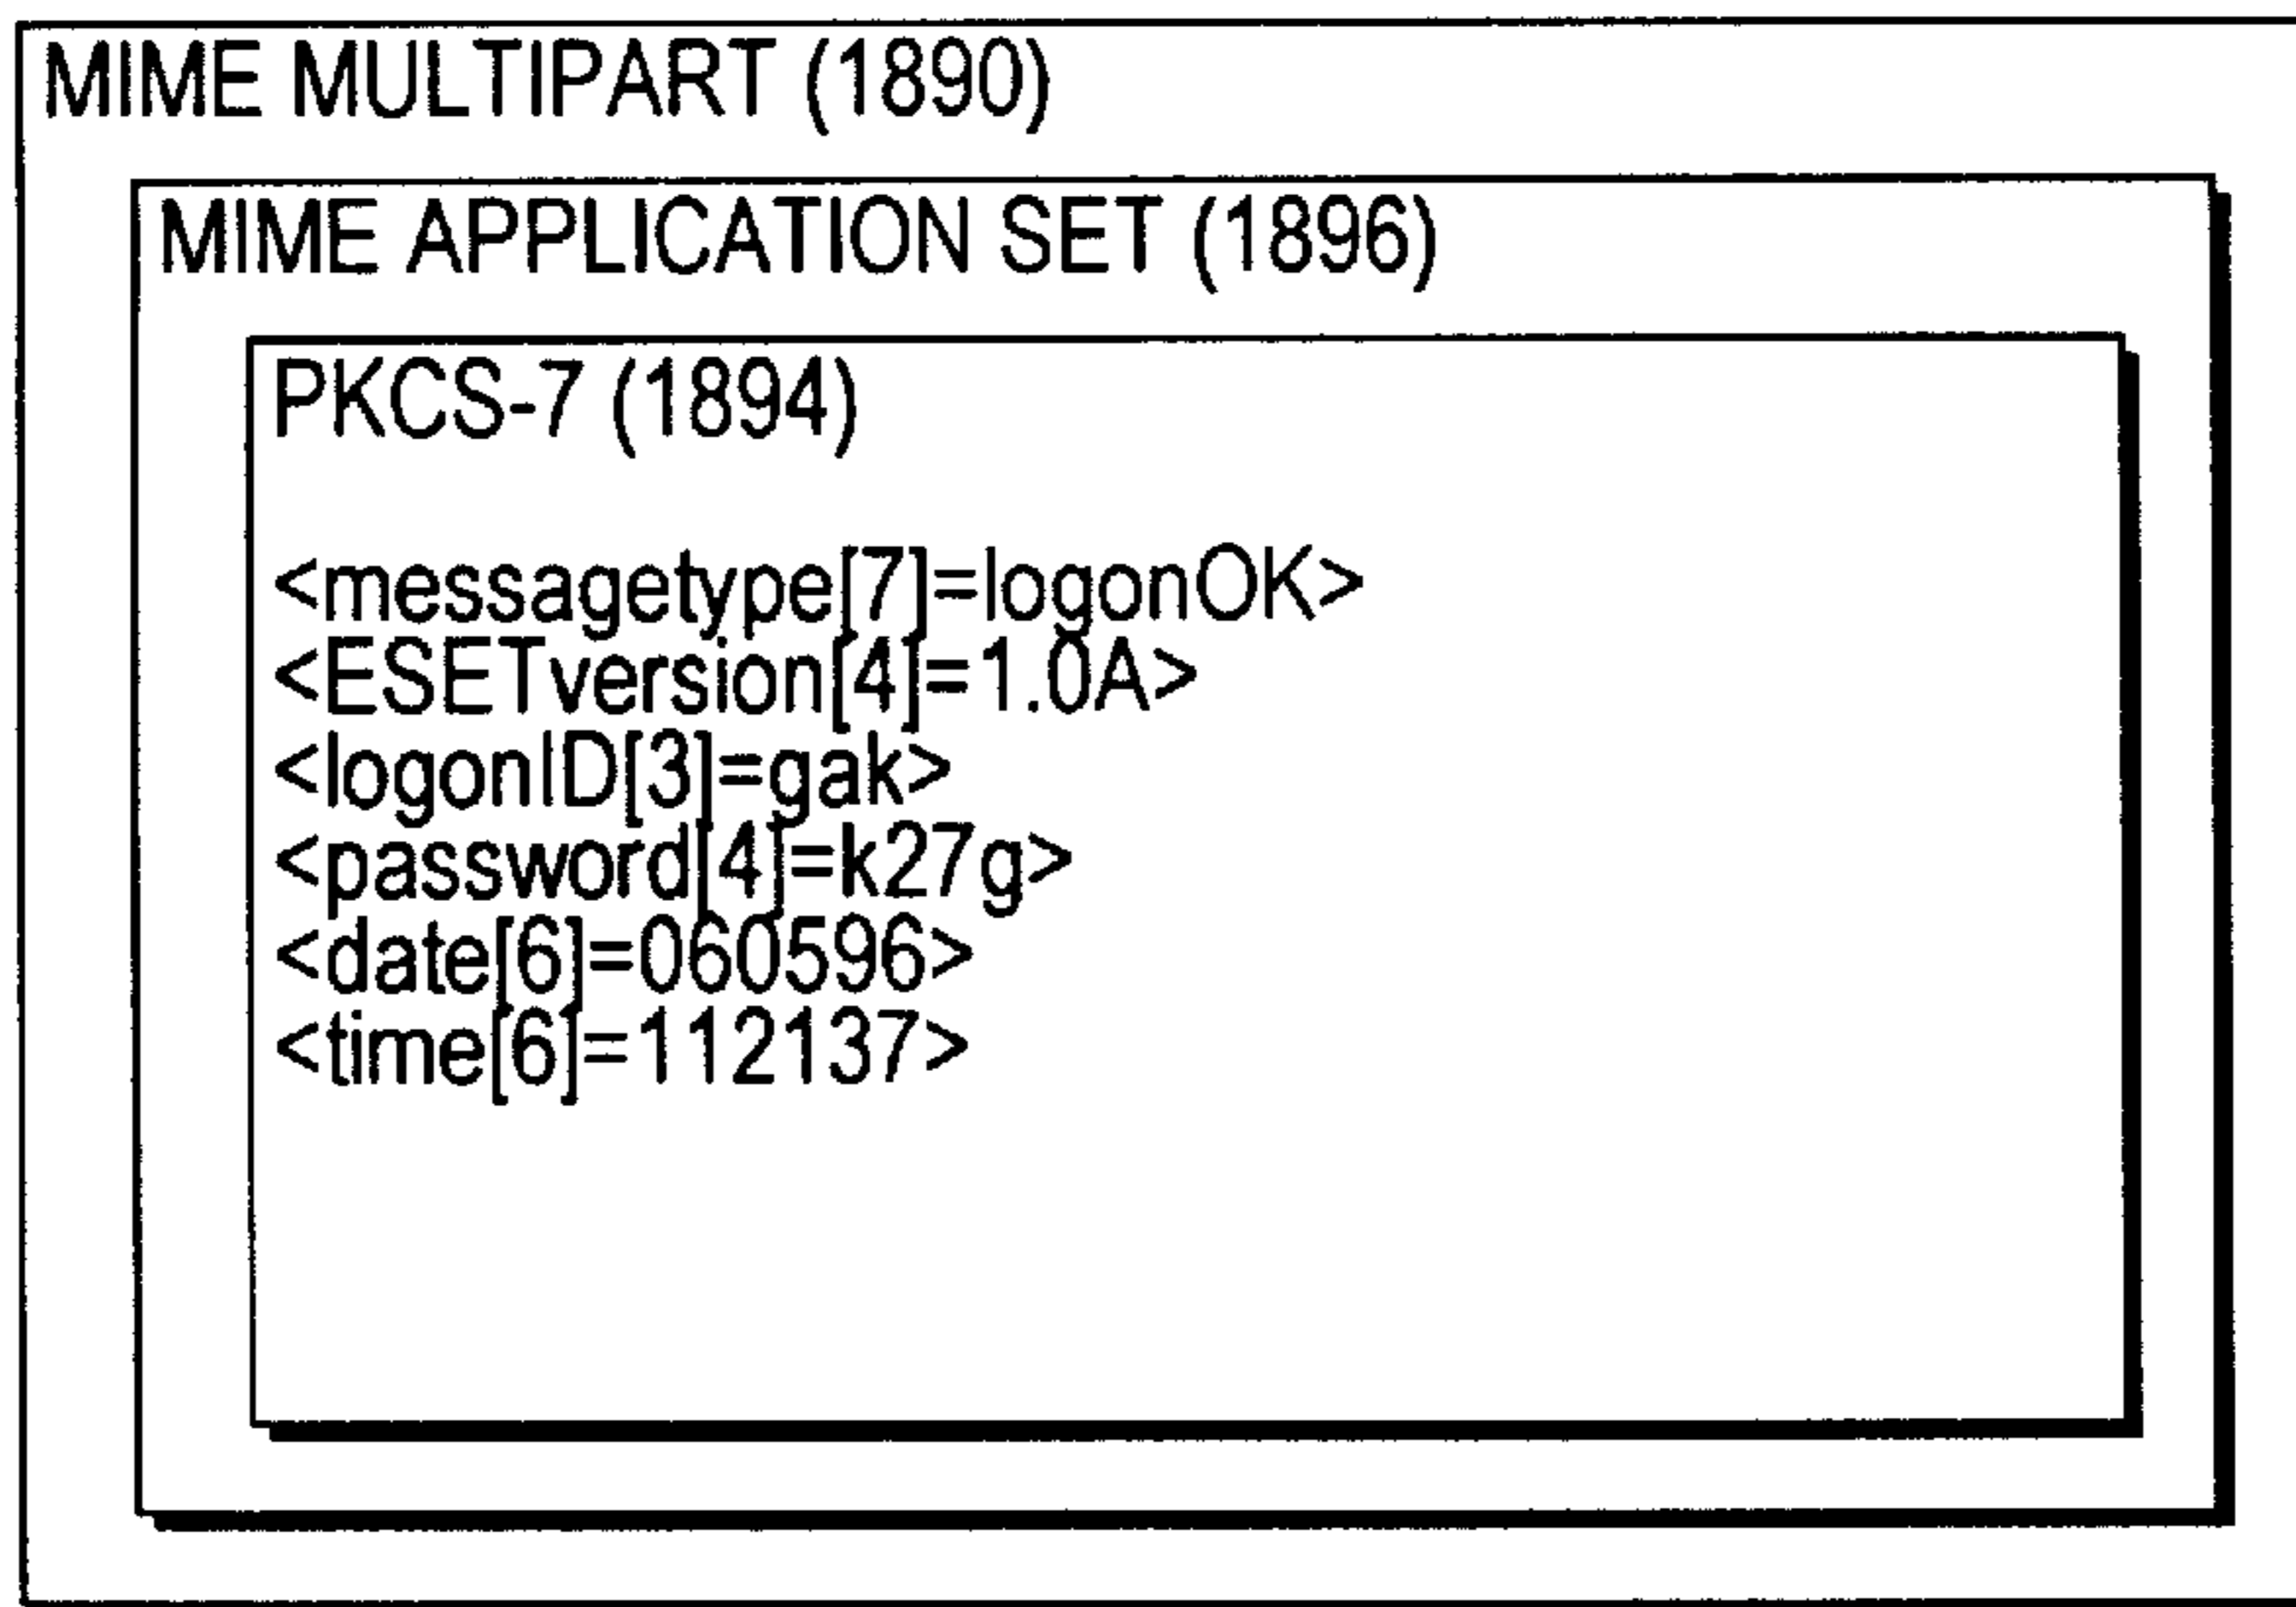 MIME MULTIPART (1890)
MIME APPLICATION SET (1896)
PKCS-7 (1894)
<messagetype[7]=logonOK>
<ESETversion[4]=1.0A>
<logonID[3]=gak>
<password[4]=k27g>
<date[6]=060596>
<time[6]=112137>